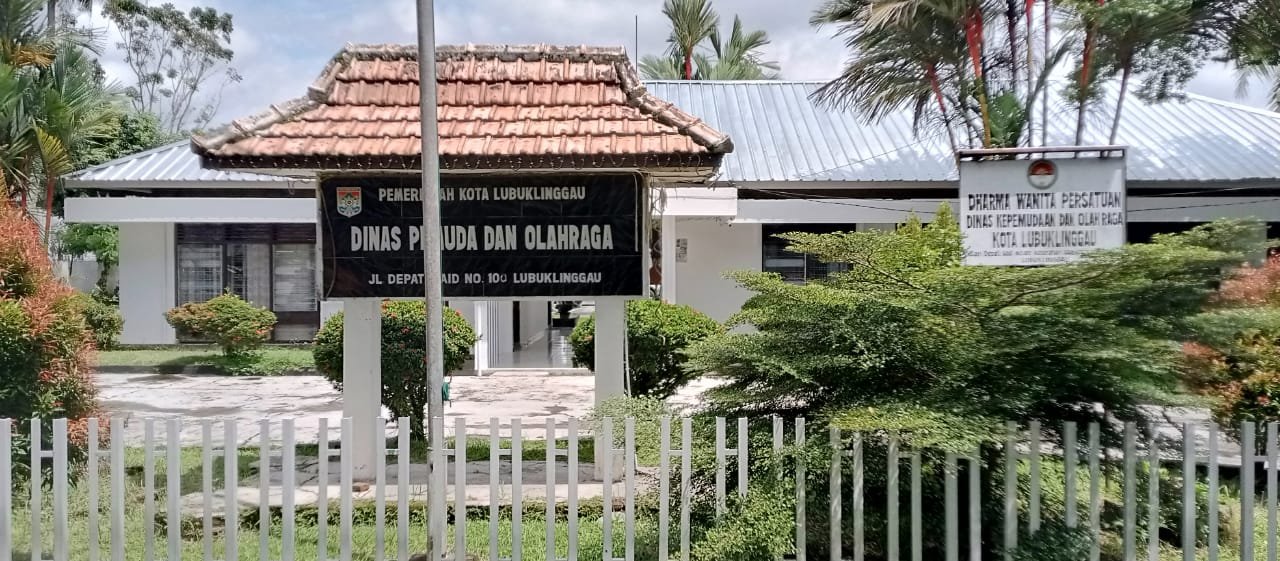 PEMERINTAH KOTA LUBUKLINGGAU
DINAS PEMUDA DAN OLAHRAGA
JL DEPATI SAID NO. 10 LUBUKLINGGAU
DHARMA WANITA PERSATUAN
DINAS KEPEMUDAAN DAN OLAH RAGA
KOTA LUBUKLINGGAU